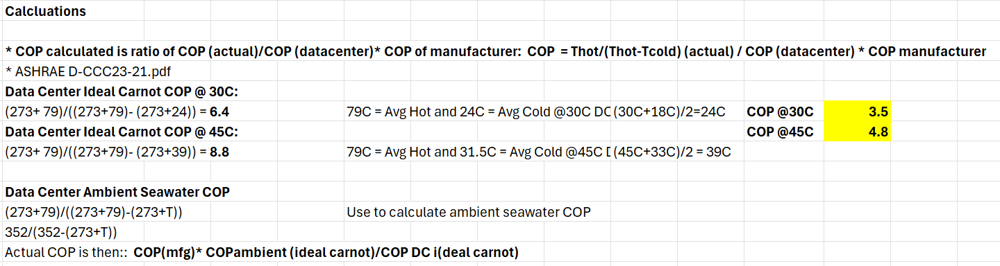 Calcluations
* COP calculated is ratio of COP (actual)/COP (datacenter)* COP of manufacturer:  COP  = Thot/(Thot-Tcold) (actual) / COP (datacenter) * COP manufacturer
* ASHRAE D-CCC23-21.pdf
Data Center Ideal Carnot COP @ 30C:
(273+ 79)/((273+79)- (273+24)) = 6.4 79C = Avg Hot and 24C = Avg Cold @30C DC (30C+18C)/2=24C COP @30C 3.5
Data Center Ideal Carnot COP @ 45C: COP @45C 4.8
(273+ 79)/((273+79)- (273+39)) = 8.8 79C = Avg Hot and 31.5C = Avg Cold @45C (45C+33C)/2 = 39C
Data Center Ambient Seawater COP
(273+79)/((273+79)-(273+T)) Use to calculate ambient seawater COP
352/(352-(273+T))
Actual COP is then:: COP(mfg)* COPambient (ideal carnot)/COP DC i(deal carnot)